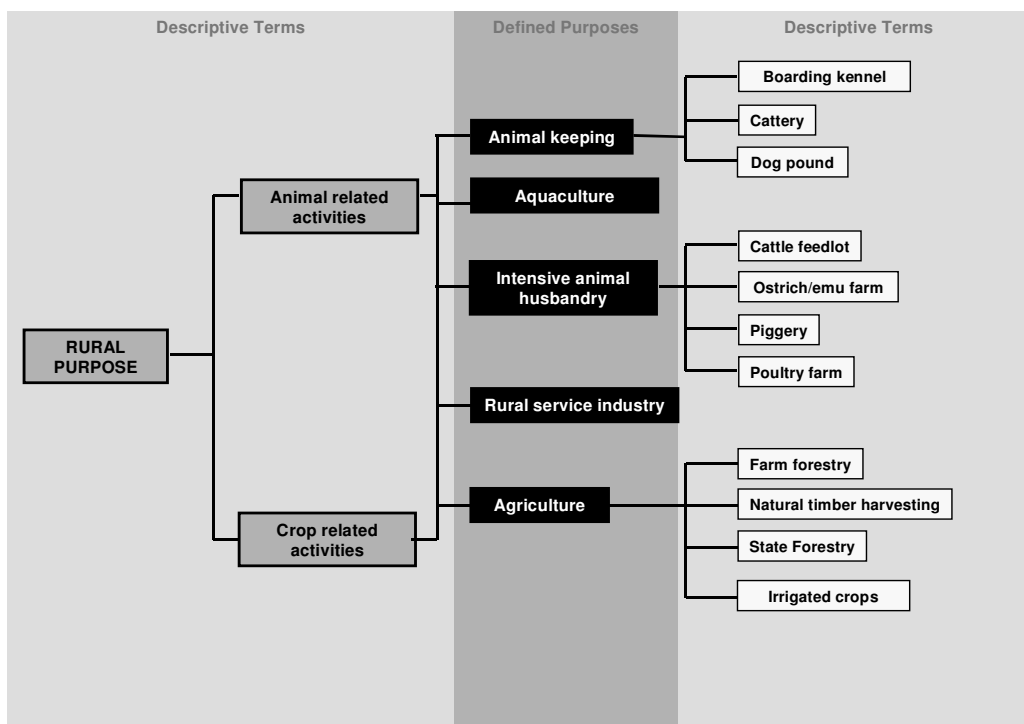 Descriptive Terms
Defined Purposes
Descriptive Terms
RURAL
PURPOSE
Animal related
activities
Crop related
activities
Animal keeping
Aquaculture
Intensive animal
husbandry
Rural service industry
Agriculture
Boarding kennel
Cattery
Dog pound
Cattle feedlot
Ostrich/emu farm
Piggery
Poultry farm
Farm forestry
Natural timber harvesting
State Forestry
Irrigated crops